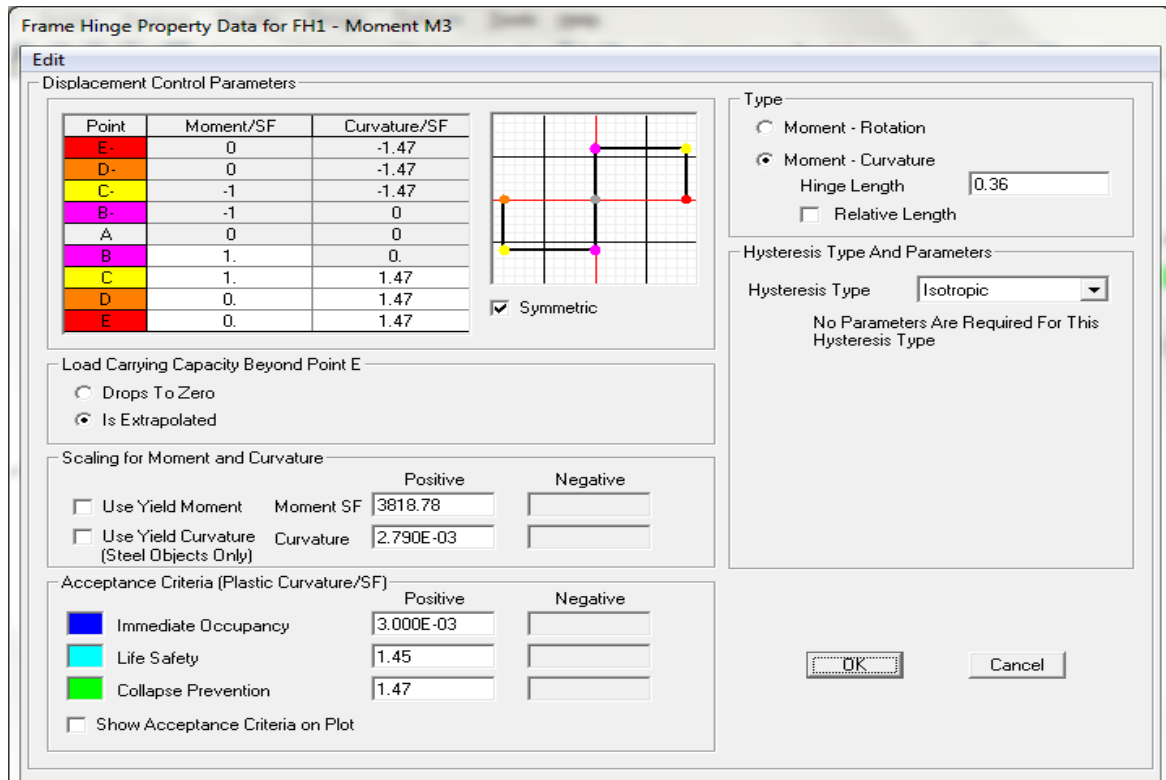 Frame Hinge Property Data for FH1 - Moment M3
Edit
Displacement Control Parameters
Point Moment/SF Curvature/SF
E- 0 -1.47
D- 0 -1.47
C- -1 -1.47
B- -1 0
A 0 0
B 1. 0.
C 1. 1.47
D 0. 1.47
E 0. 1.47
Symmetric
Load Carrying Capacity Beyond Point E
Drops To Zero
Is Extrapolated
Scaling for Moment and Curvature
Positive Negative
Use Yield Moment Moment SF 3818.78
Use Yield Curvature Curvature 2.790E-03
(Steel Objects Only)
Acceptance Criteria (Plastic Curvature/SF)
Positive Negative
Immediate Occupancy 3.000E-03
Life Safety 1.45
Collapse Prevention 1.47
Show Acceptance Criteria on Plot
Type
Moment - Rotation
Moment - Curvature
Hinge Length 0.36
Relative Length
Hysteresis Type And Parameters
Hysteresis Type Isotropic
No Parameters Are Required For This
Hysteresis Type
OK Cancel